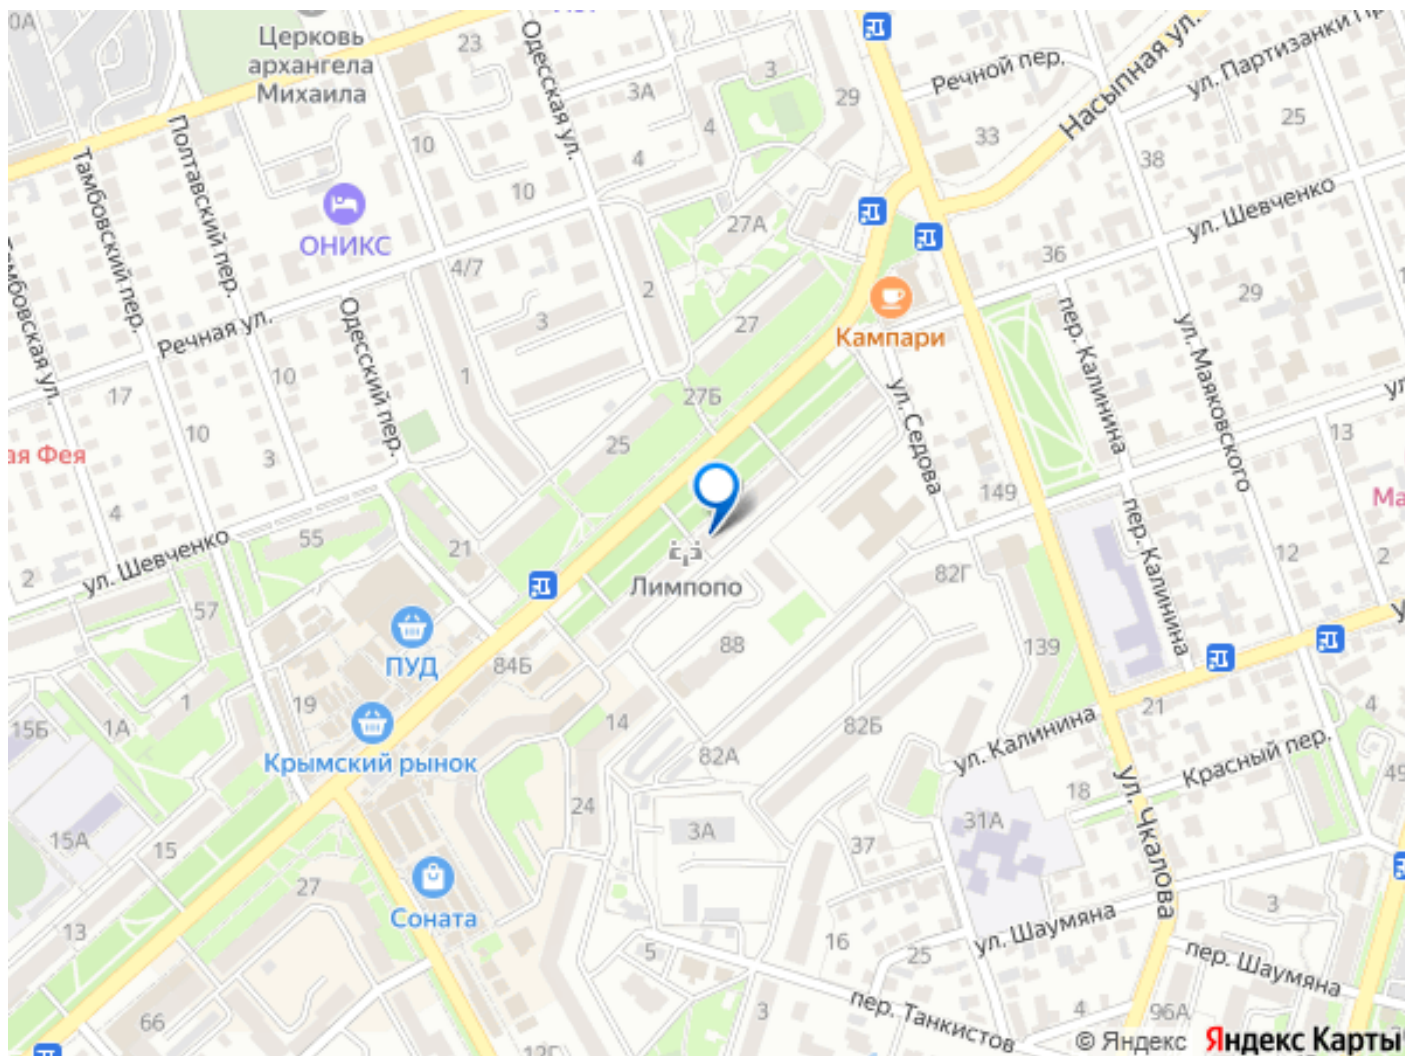 Церковь
архангела
Михаила
23
Одесская ул.
3
3А
29
4
4
10
10
Речной пер.
33
Насыпная ул.
ул. Партизанки
25
38
ул. Шевченко
36
29
Тамбовский пер.
Полтавский пер.
ОНИКС
4/7
27А
2
27
3
Кампари
Речная ул.
Одесский пер.
1
10
17
10
3
ая Фея
4
27Б
25
ул. Седова
пер. Калинина
ул. Маяковского
13
149
Ма
ул. Шевченко
55
21
2
57
Лимпопо
82Г
пер. Калинина
12
2
ПУД
84Б
88
139
19
1
1А
15Б
Крымский рынок
14
82А
82Б
ул. Калинина
21
4
Красный пер.
49
18
15А
15
24
3А
37
31А
ул. Чкалова
27
Соната
13
16
25
ул. Шаумяна
3
5
пер. Шаумяна
66
3
пер. Танкистов
4
96А
© Яндекс Яндекс Карты